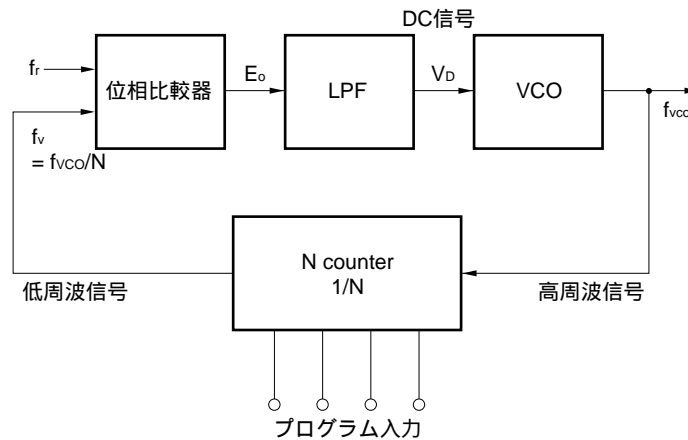 DC信号
fr
位相比較器
Eo
LPF
VD
VCO
fvco
fv
= fVCO/N
N counter
1/N
低周波信号
高周波信号
プログラム入力